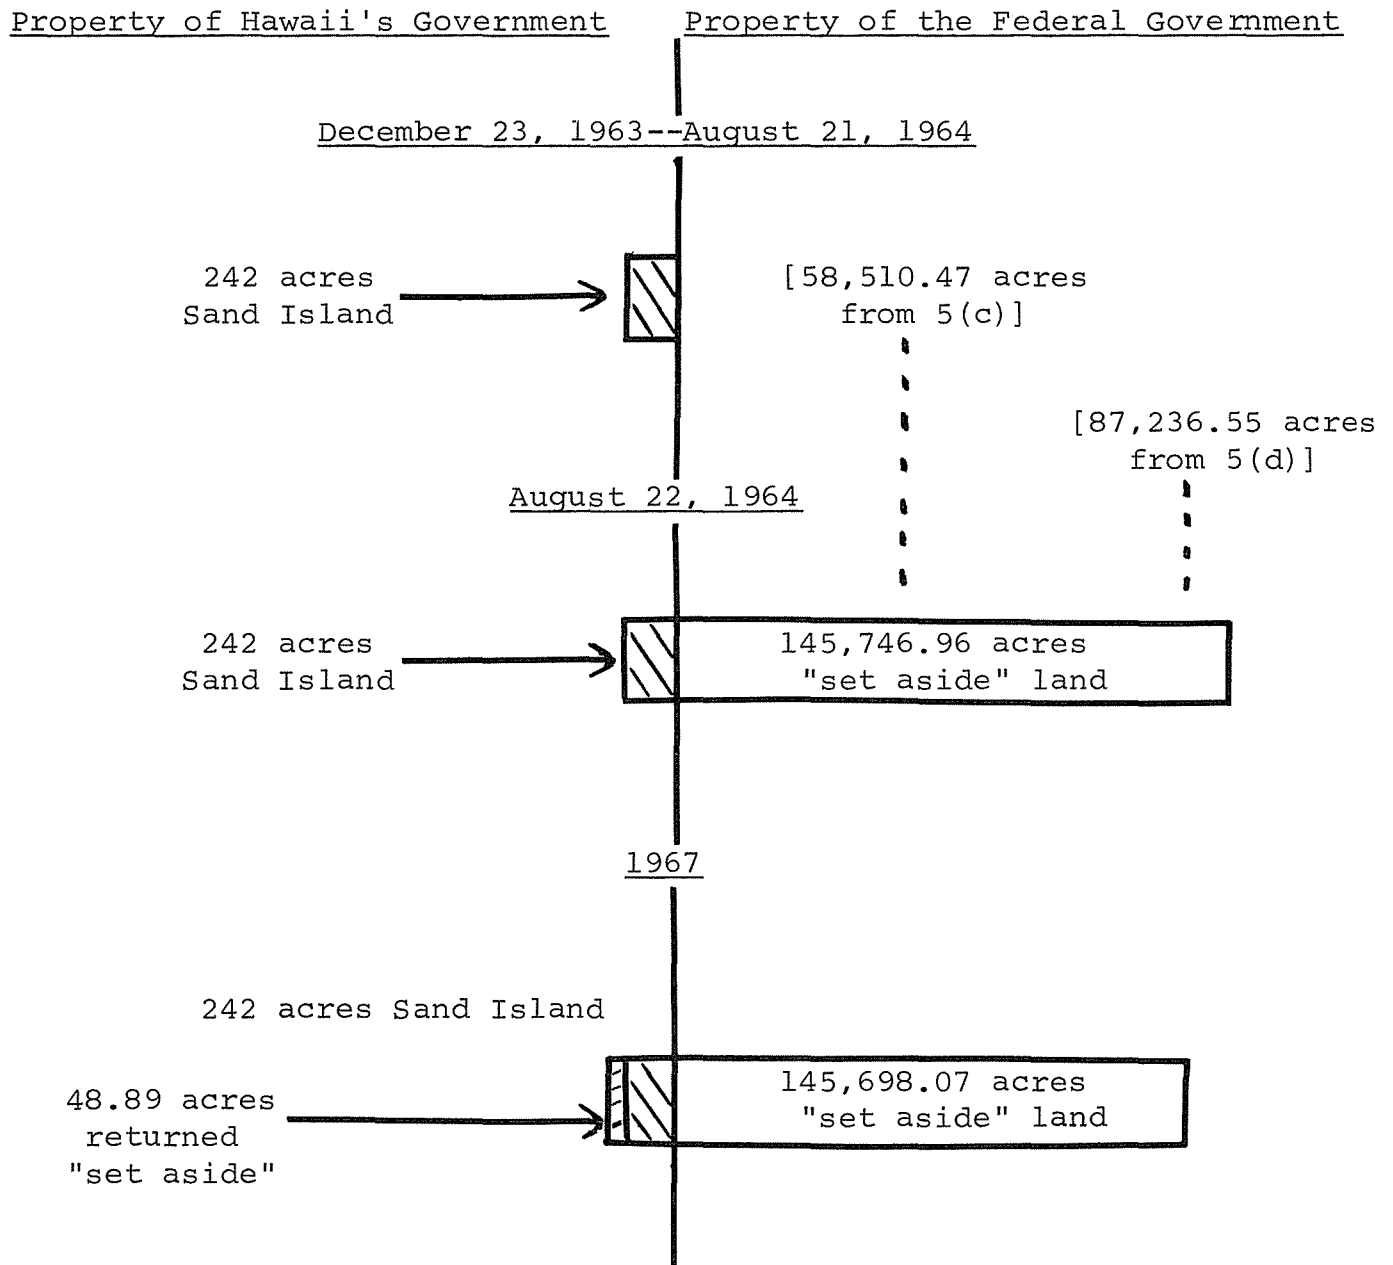 Property of Hawaii's Government
Property of the Federal Government
December 23, 1963--August 21, 1964
242 acres
Sand Island
[58,510.47 acres
from 5(c)]
[87,236.55 acres
from 5(d)]
August 22, 1964
242 acres
Sand Island
145,746.96 acres
"set aside" land
1967
242 acres Sand Island
48.89 acres
returned
"set aside"
145,698.07 acres
"set aside" land